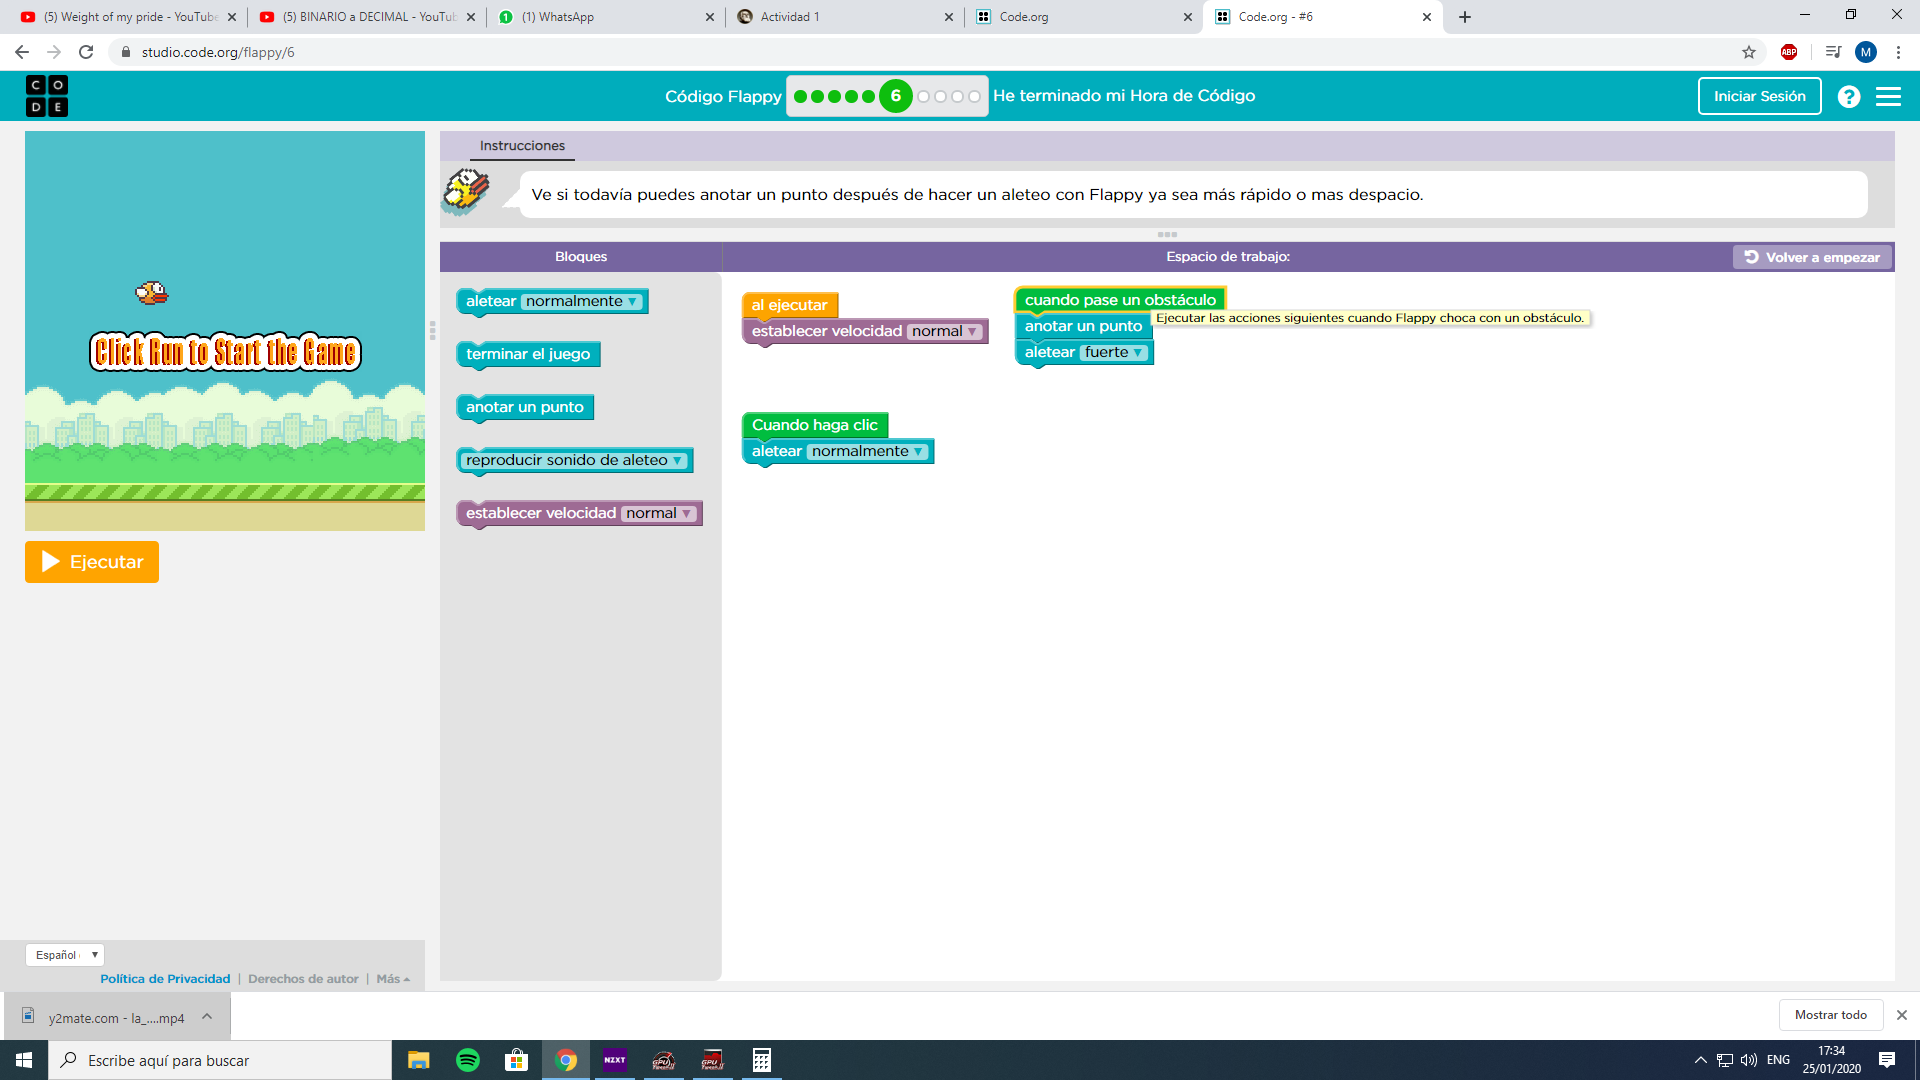 (5) Weight of my pride - YouTube
(5) BINARIO a DECIMAL - YouTub
(1) WhatsApp
Actividad 1
Code.org
Code.org - #6
studio.code.org/flappy/6
ABP
M
C O
D E
Código Flappy
6
He terminado mi Hora de Código
Iniciar Sesión
?
Instrucciones
Ve si todavía puedes anotar un punto después de hacer un aleteo con Flappy ya sea más rápido o mas despacio.
Bloques
Espacio de trabajo:
Volver a empezar
Click Run to Start the Game
aletear normalmente
terminar el juego
anotar un punto
reproducir sonido de aleteo
establecer velocidad normal
al ejecutar
establecer velocidad normal
cuando pase un obstáculo
Ejecutar las acciones siguientes cuando Flappy choca con un obstáculo.
anotar un punto
aletear fuerte
Cuando haga clic
aletear normalmente
Ejecutar
Español
Política de Privacidad | Derechos de autor | Más
y2mate.com - la_....mp4
Mostrar todo
Escribe aquí para buscar
NZXT
GPU
GPU
ENG
17:34
25/01/2020